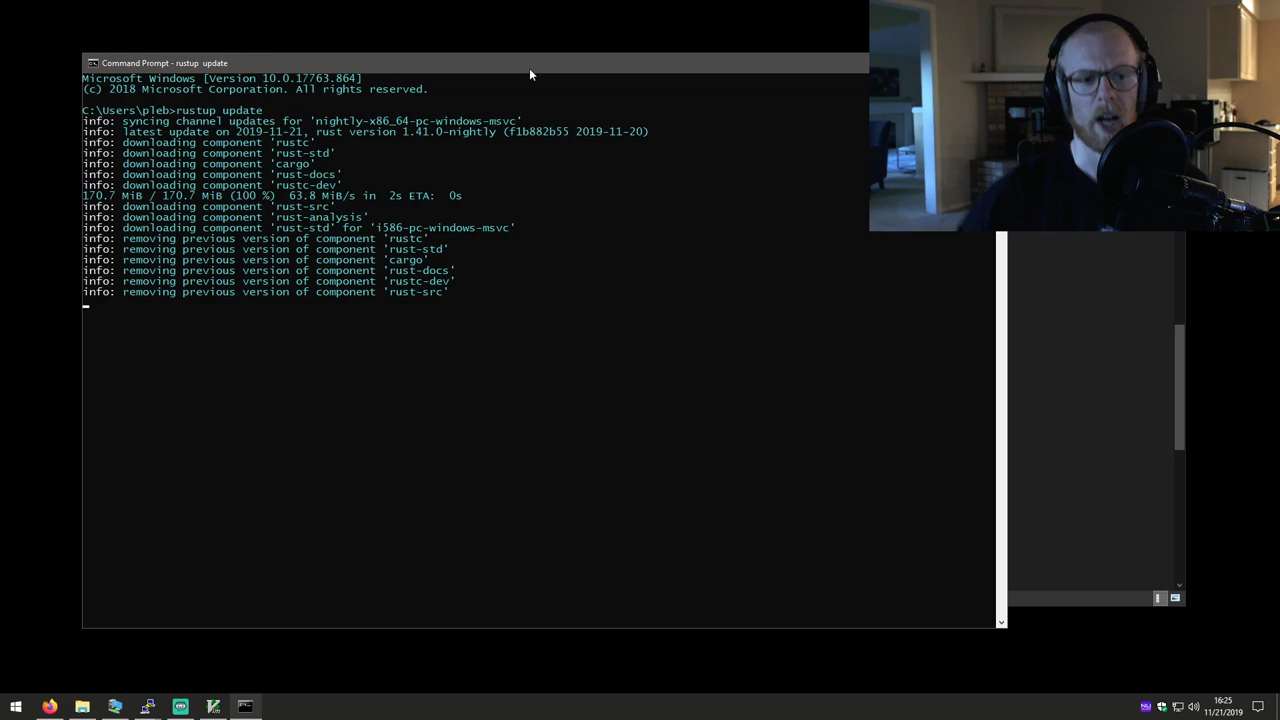 Command Prompt - rustup  update
Microsoft Windows [Version 10.0.17763.864]
(c) 2018 Microsoft Corporation. All rights reserved.
C:\Users\pleb>rustup update
info: syncing channel updates for 'nightly-x86_64-pc-windows-msvc'
info: latest update on 2019-11-21, rust version 1.41.0-nightly (f1b882b55 2019-11-20)
info: downloading component 'rustc'
info: downloading component 'rust-std'
info: downloading component 'cargo'
info: downloading component 'rust-docs'
info: downloading component 'rustc-dev'
170.7 MiB / 170.7 MiB (100 %)  63.8 MiB/s in  2s ETA:  0s
info: downloading component 'rust-src'
info: downloading component 'rust-analysis'
info: downloading component 'rust-std' for 'i586-pc-windows-msvc'
info: removing previous version of component 'rustc'
info: removing previous version of component 'rust-std'
info: removing previous version of component 'cargo'
info: removing previous version of component 'rust-docs'
info: removing previous version of component 'rustc-dev'
info: removing previous version of component 'rust-src'
16:25
11/21/2019